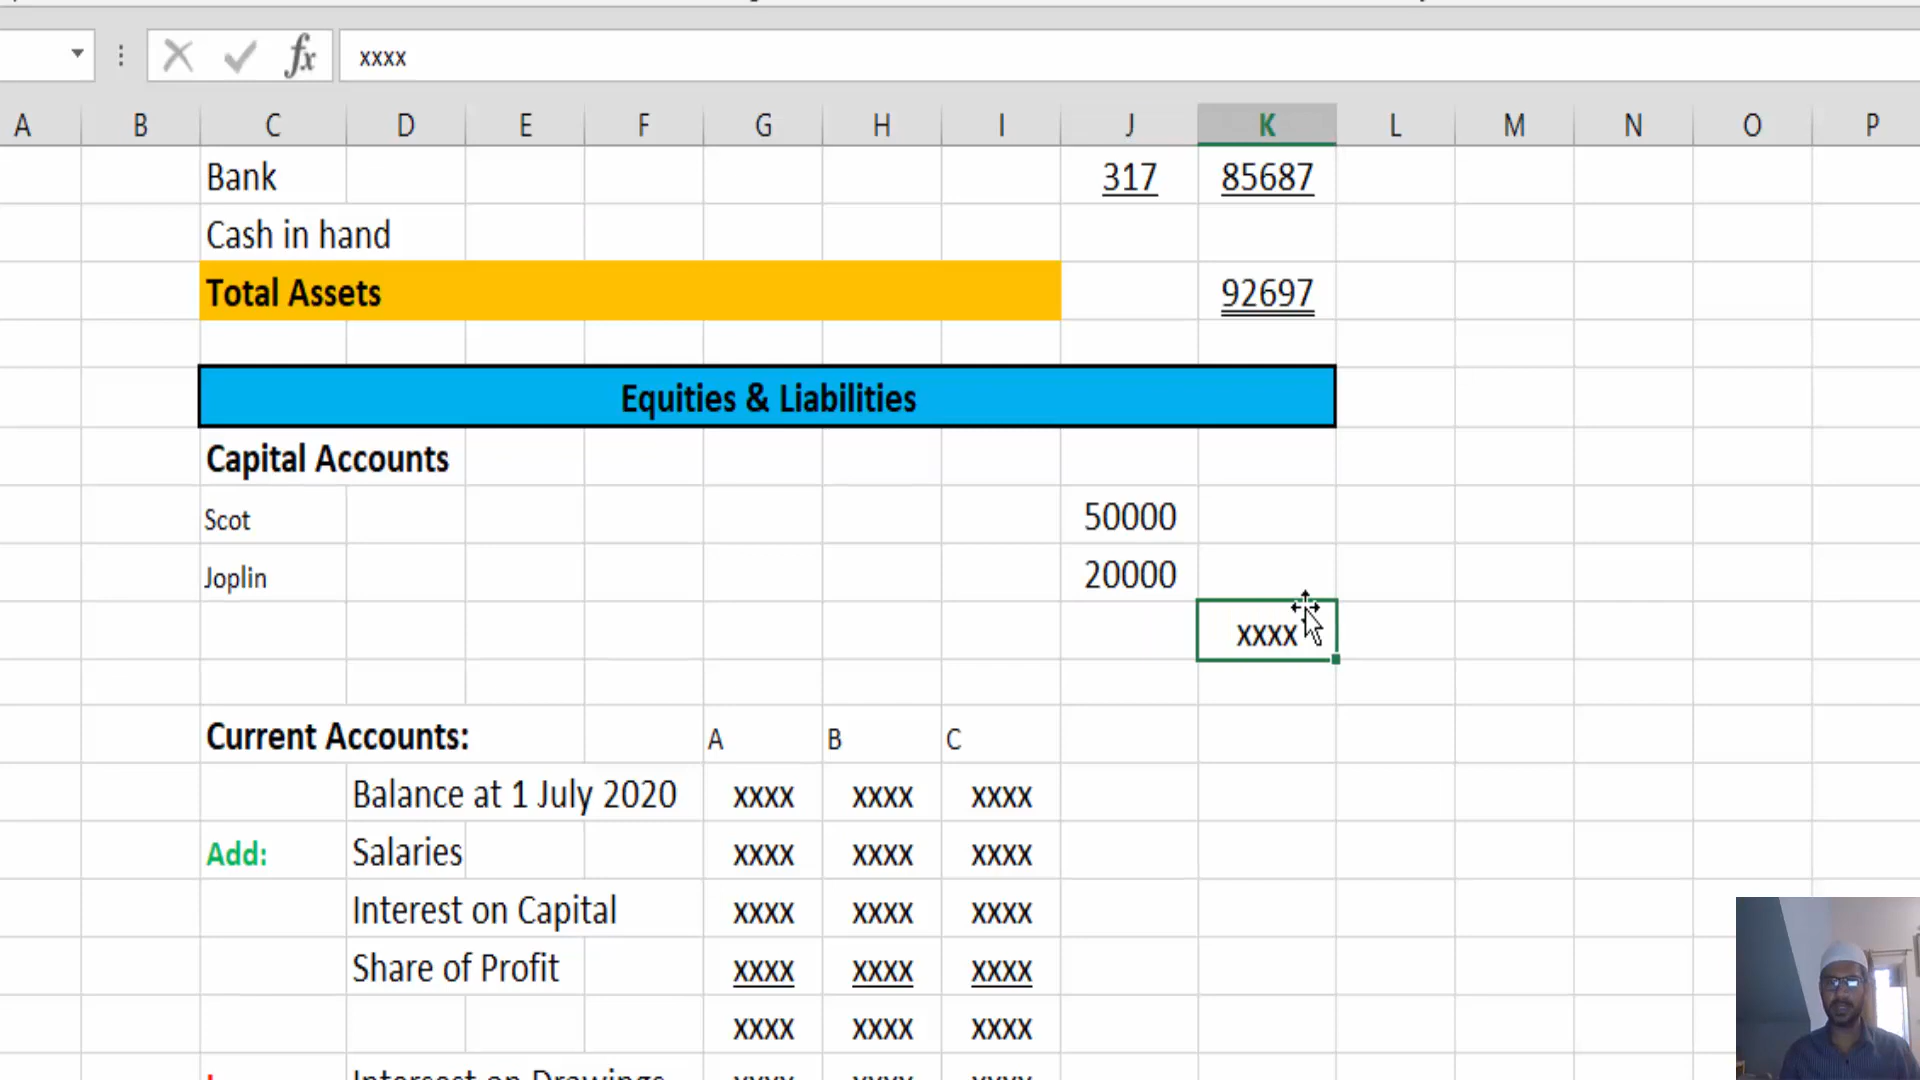 fx xxxx
A B C D E F G H I J K L M N O P
Bank 317 85687
Cash in hand
Total Assets 92697
Equities & Liabilities
Capital Accounts
Scot 50000
Joplin 20000
xxxx
Current Accounts: A B C
Balance at 1 July 2020 xxxx xxxx xxxx
Add: Salaries xxxx xxxx xxxx
Interest on Capital xxxx xxxx xxxx
Share of Profit xxxx xxxx xxxx
xxxx xxxx xxxx